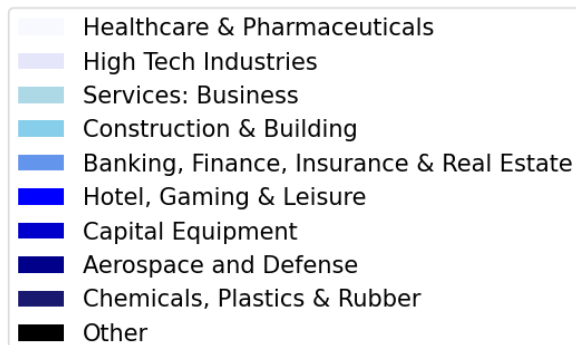 Healthcare & Pharmaceuticals
High Tech Industries
Services: Business
Construction & Building
Banking, Finance, Insurance & Real Estate
Hotel, Gaming & Leisure
Capital Equipment
Aerospace and Defense
Chemicals, Plastics & Rubber
Other